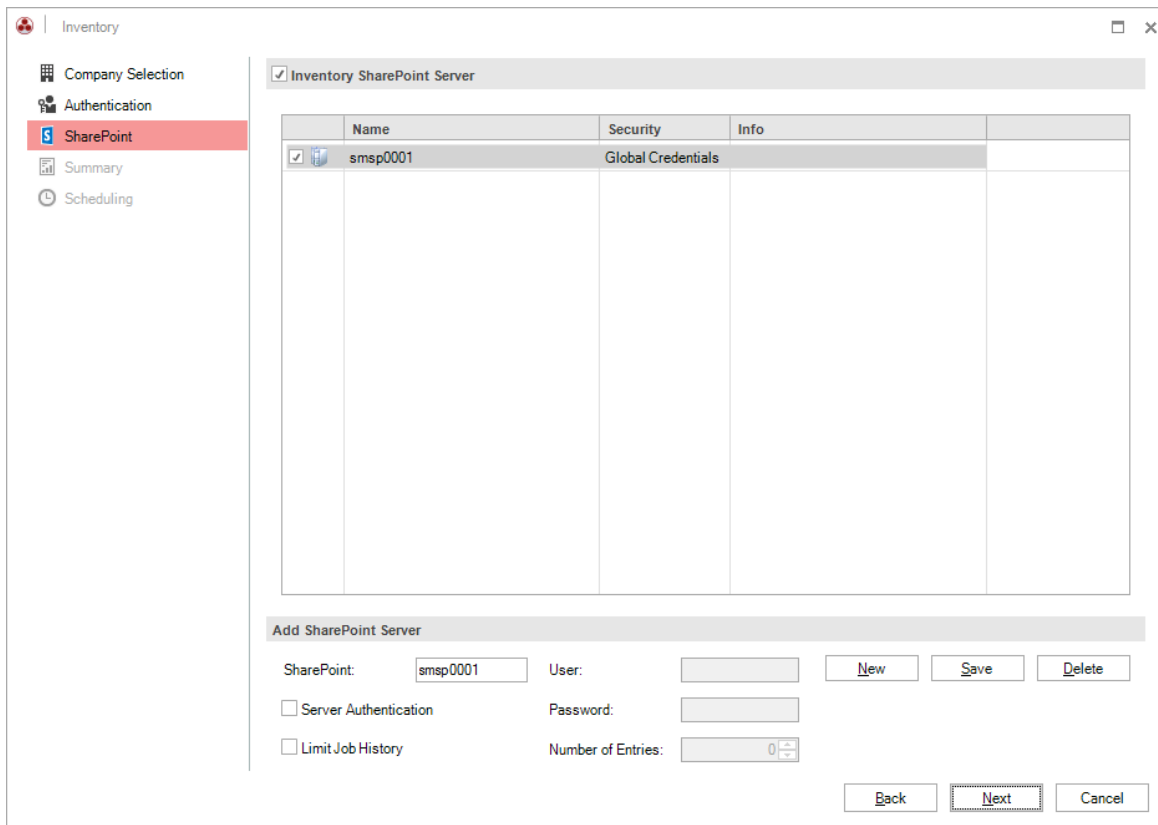 Inventory
Company Selection
Authentication
SharePoint
Summary
Scheduling
Inventory SharePoint Server
Name Security Info
smsp0001 Global Credentials
Add SharePoint Server
SharePoint: smsp0001 User: New Save Delete
Server Authentication Password:
Limit Job History Number of Entries: 0
Back Next Cancel